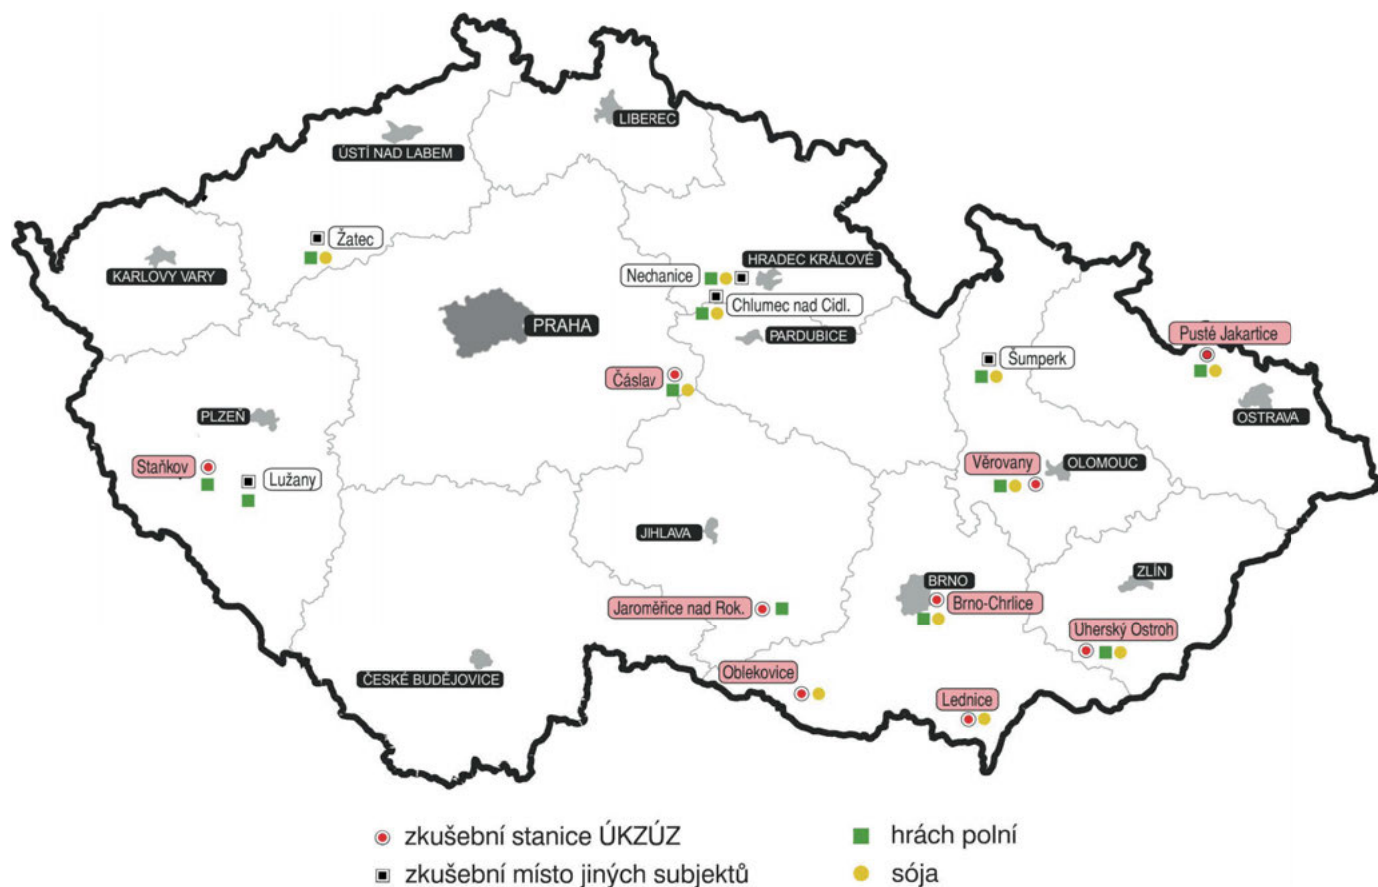 LIBEREC
ÚSTÍ NAD LABEM
Žatec
KARLOVY VARY
HRADEC KRÁLOVÉ
Nechanice
Chlumec nad Cidl.
PRAHA
PARDUBICE
Pusté Jakartice
Šumperk
Čáslav
OSTRAVA
PLZEŇ
Staňkov
Lužany
Věrovany
OLOMOUC
JIHLAVA
BRNO
ZLÍN
Jaroměřice nad Rok.
Brno-Chrlice
Uherský Ostroh
Oblekovice
ČESKÉ BUDĚJOVICE
Lednice
zkušební stanice ÚKZÚZ
hrách polní
zkušební místo jiných subjektů
sója